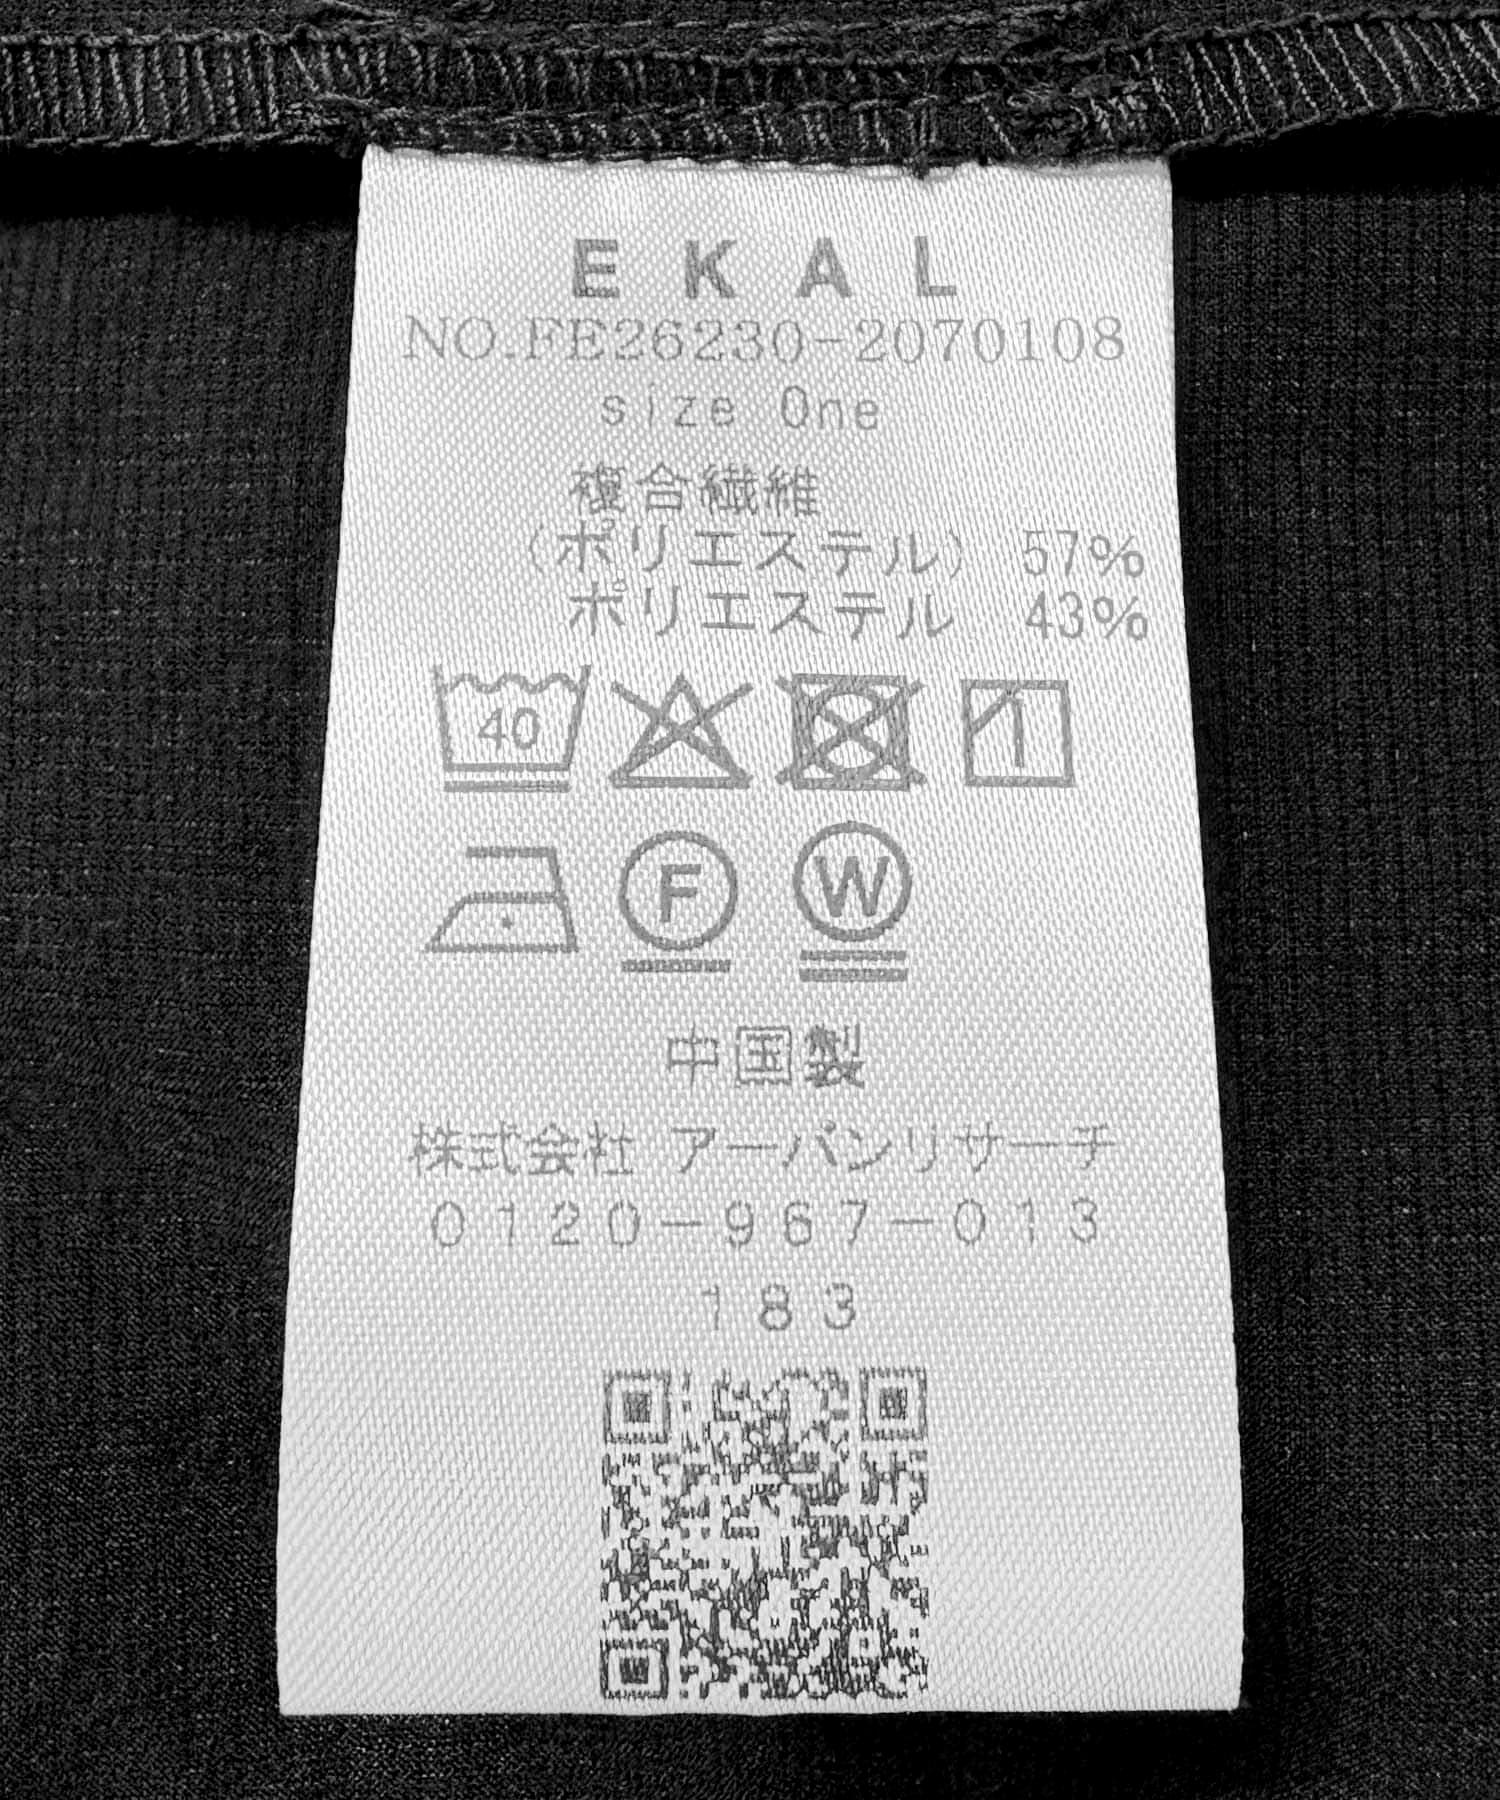 EKAL
NO.FE26230-2070108
size One
複合繊維
(ポリエステル) 57%
ポリエステル 43%
40
F W
中国製
株式会社 アーバンリサーチ
0120-967-013
183